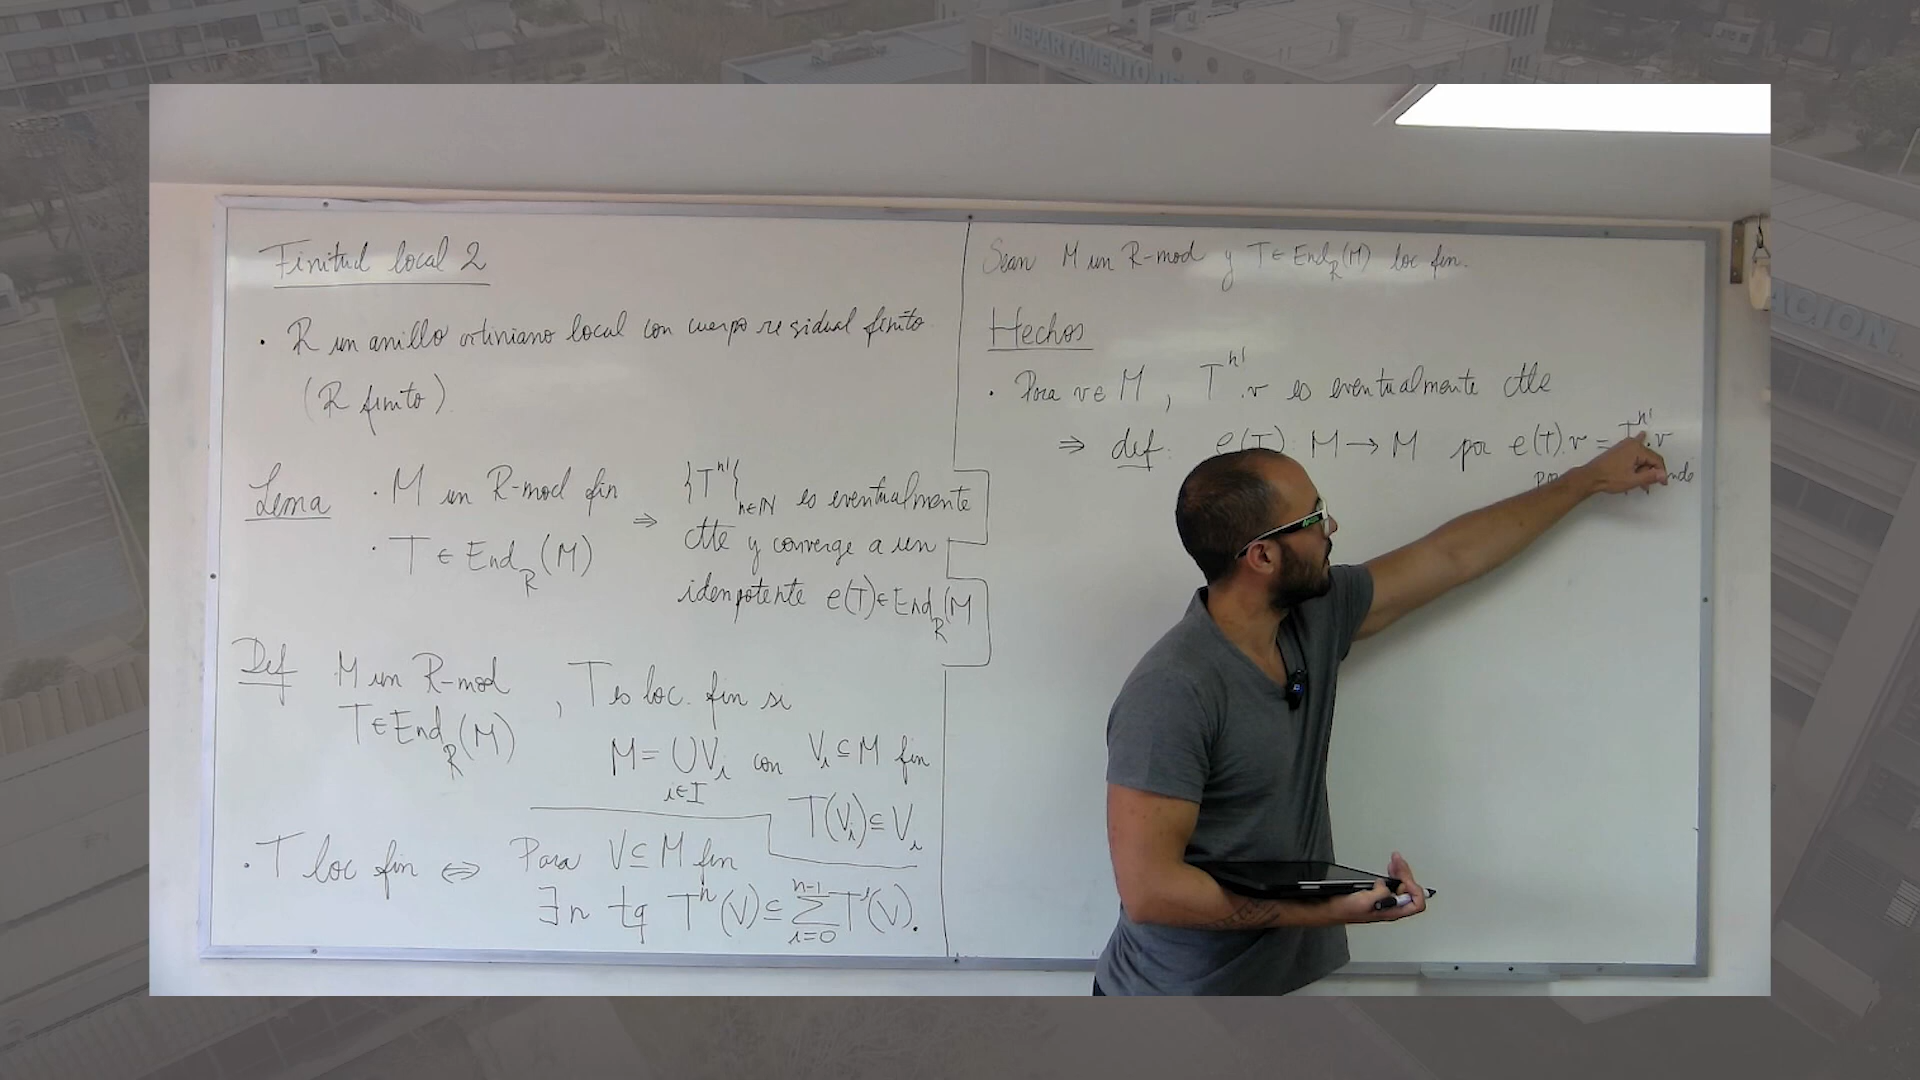 DEPARTAMENTO DE
Finitud local 2
· R un anillo artiniano local con cuerpo residual finito
(R finito).
Lema · M un R-mod fin
· T ∈ End_R(M)
⇒ {T^{n!}}_{n∈N} es eventualmente
ctte y converge a un
idempotente e(T) ∈ End_R(M
Def M un R-mod
T ∈ End_R(M)
, T es loc. fin si
M = ⋃_{i∈I} V_i con V_i ⊆ M fin
T(V_i) ⊆ V_i
· T loc fin ⇔ Para V ⊆ M fin
∃ n tq T^n(V) ⊆ ∑_{i=0}^{n-1} T^i(V).
Sean M un R-mod y T ∈ End_R(M) loc fin.
Hechos
· Para v ∈ M, T^{n!}.v es eventualmente ctte
⇒ def: e(T) M → M por e(T).v = T^{n!}.v